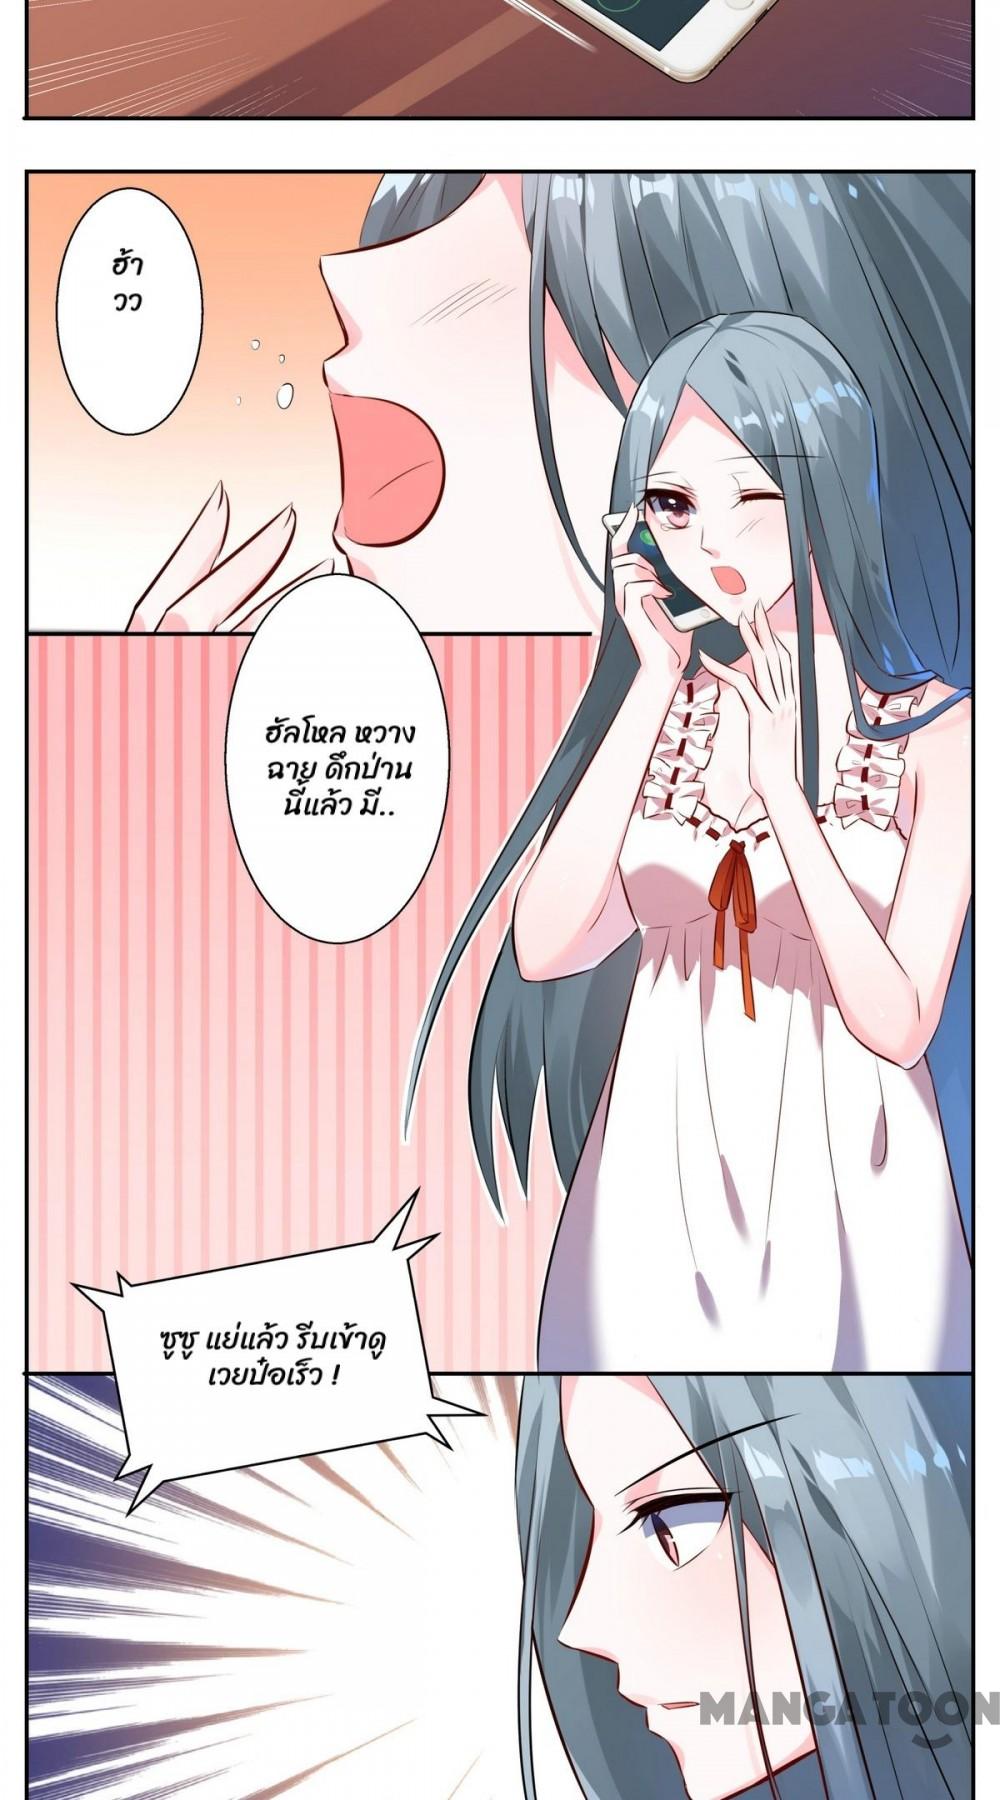 ฮ้า
วว
ฮัลโหล หวาง
ฉาย ดึกป่าน
นี้แล้ว มี..
ซูซู แย่แล้ว รีบเข้าดู
เวยป๋อเร็ว !
MANGATOON